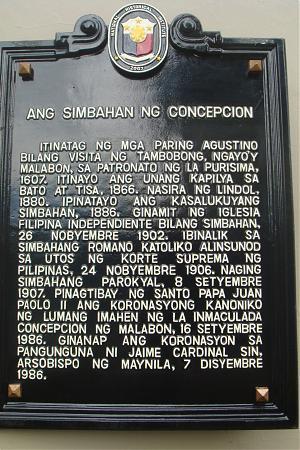 NATIONAL HISTORICAL INSTITUTE
2007
ANG SIMBAHAN NG CONCEPCION
ITINATAG NG MGA PARING AGUSTINO
BILANG VISITA NG TAMBOBONG, NGAYO'Y
MALABON, SA PATRONATO NG LA PURISIMA,
1607. ITINAYO ANG UNANG KAPILYA SA
BATO AT TISA, 1866. NASIRA NG LINDOL,
1880. IPINATAYO ANG KASALUKUYANG
SIMBAHAN, 1886. GINAMIT NG IGLESIA
FILIPINA INDEPENDIENTE BILANG SIMBAHAN,
26 NOBYEMBRE 1902. IBINALIK SA
SIMBAHANG ROMANO KATOLIKO ALINSUNOD
SA UTOS NG KORTE SUPREMA NG
PILIPINAS, 24 NOBYEMBRE 1906. NAGING
SIMBAHANG PAROKYAL, 8 SETYEMBRE
1907. PINAGTIBAY NG SANTO PAPA JUAN
PAOLO II ANG KORONASYONG KANONIKO
NG LUMANG IMAHEN NG LA INMACULADA
CONCEPCION NG MALABON, 16 SETYEMBRE
1986. GINANAP ANG KORONASYON SA
PANGUNGUNA NI JAIME CARDINAL SIN,
ARSOBISPO NG MAYNILA, 7 DISYEMBRE
1986.